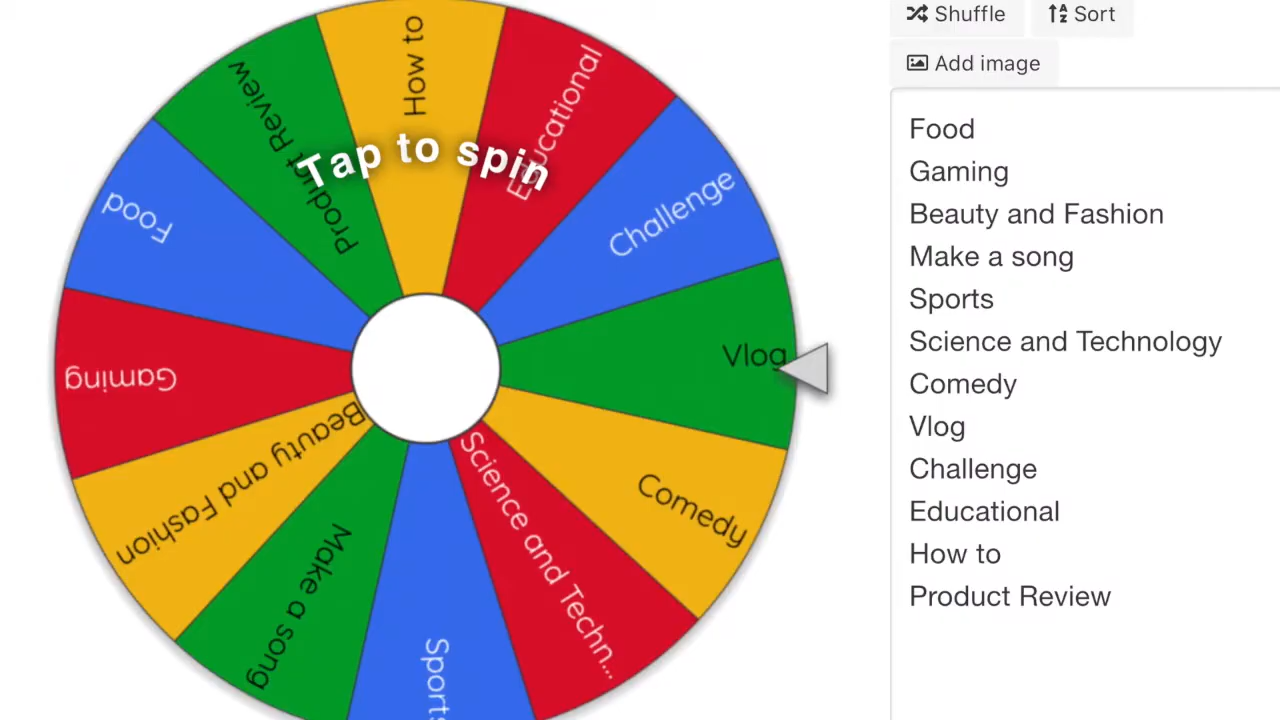 Shuffle
Sort
Add image
Food
Gaming
Beauty and Fashion
Make a song
Sports
Science and Technology
Comedy
Vlog
Challenge
Educational
How to
Product Review
Tap to spin
How to
Educational
Challenge
Vlog
Comedy
Science and Techn...
Sports
Make a song
Beauty and Fashion
Gaming
Food
Product Review